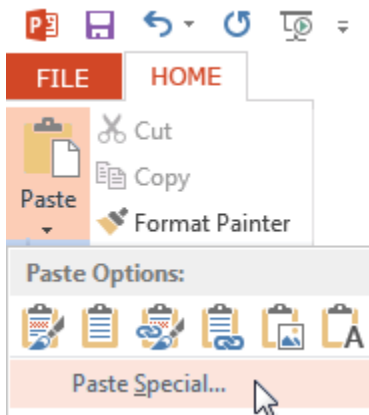 FILE HOME
Cut
Copy
Paste
Format Painter
Paste Options:
Paste Special...